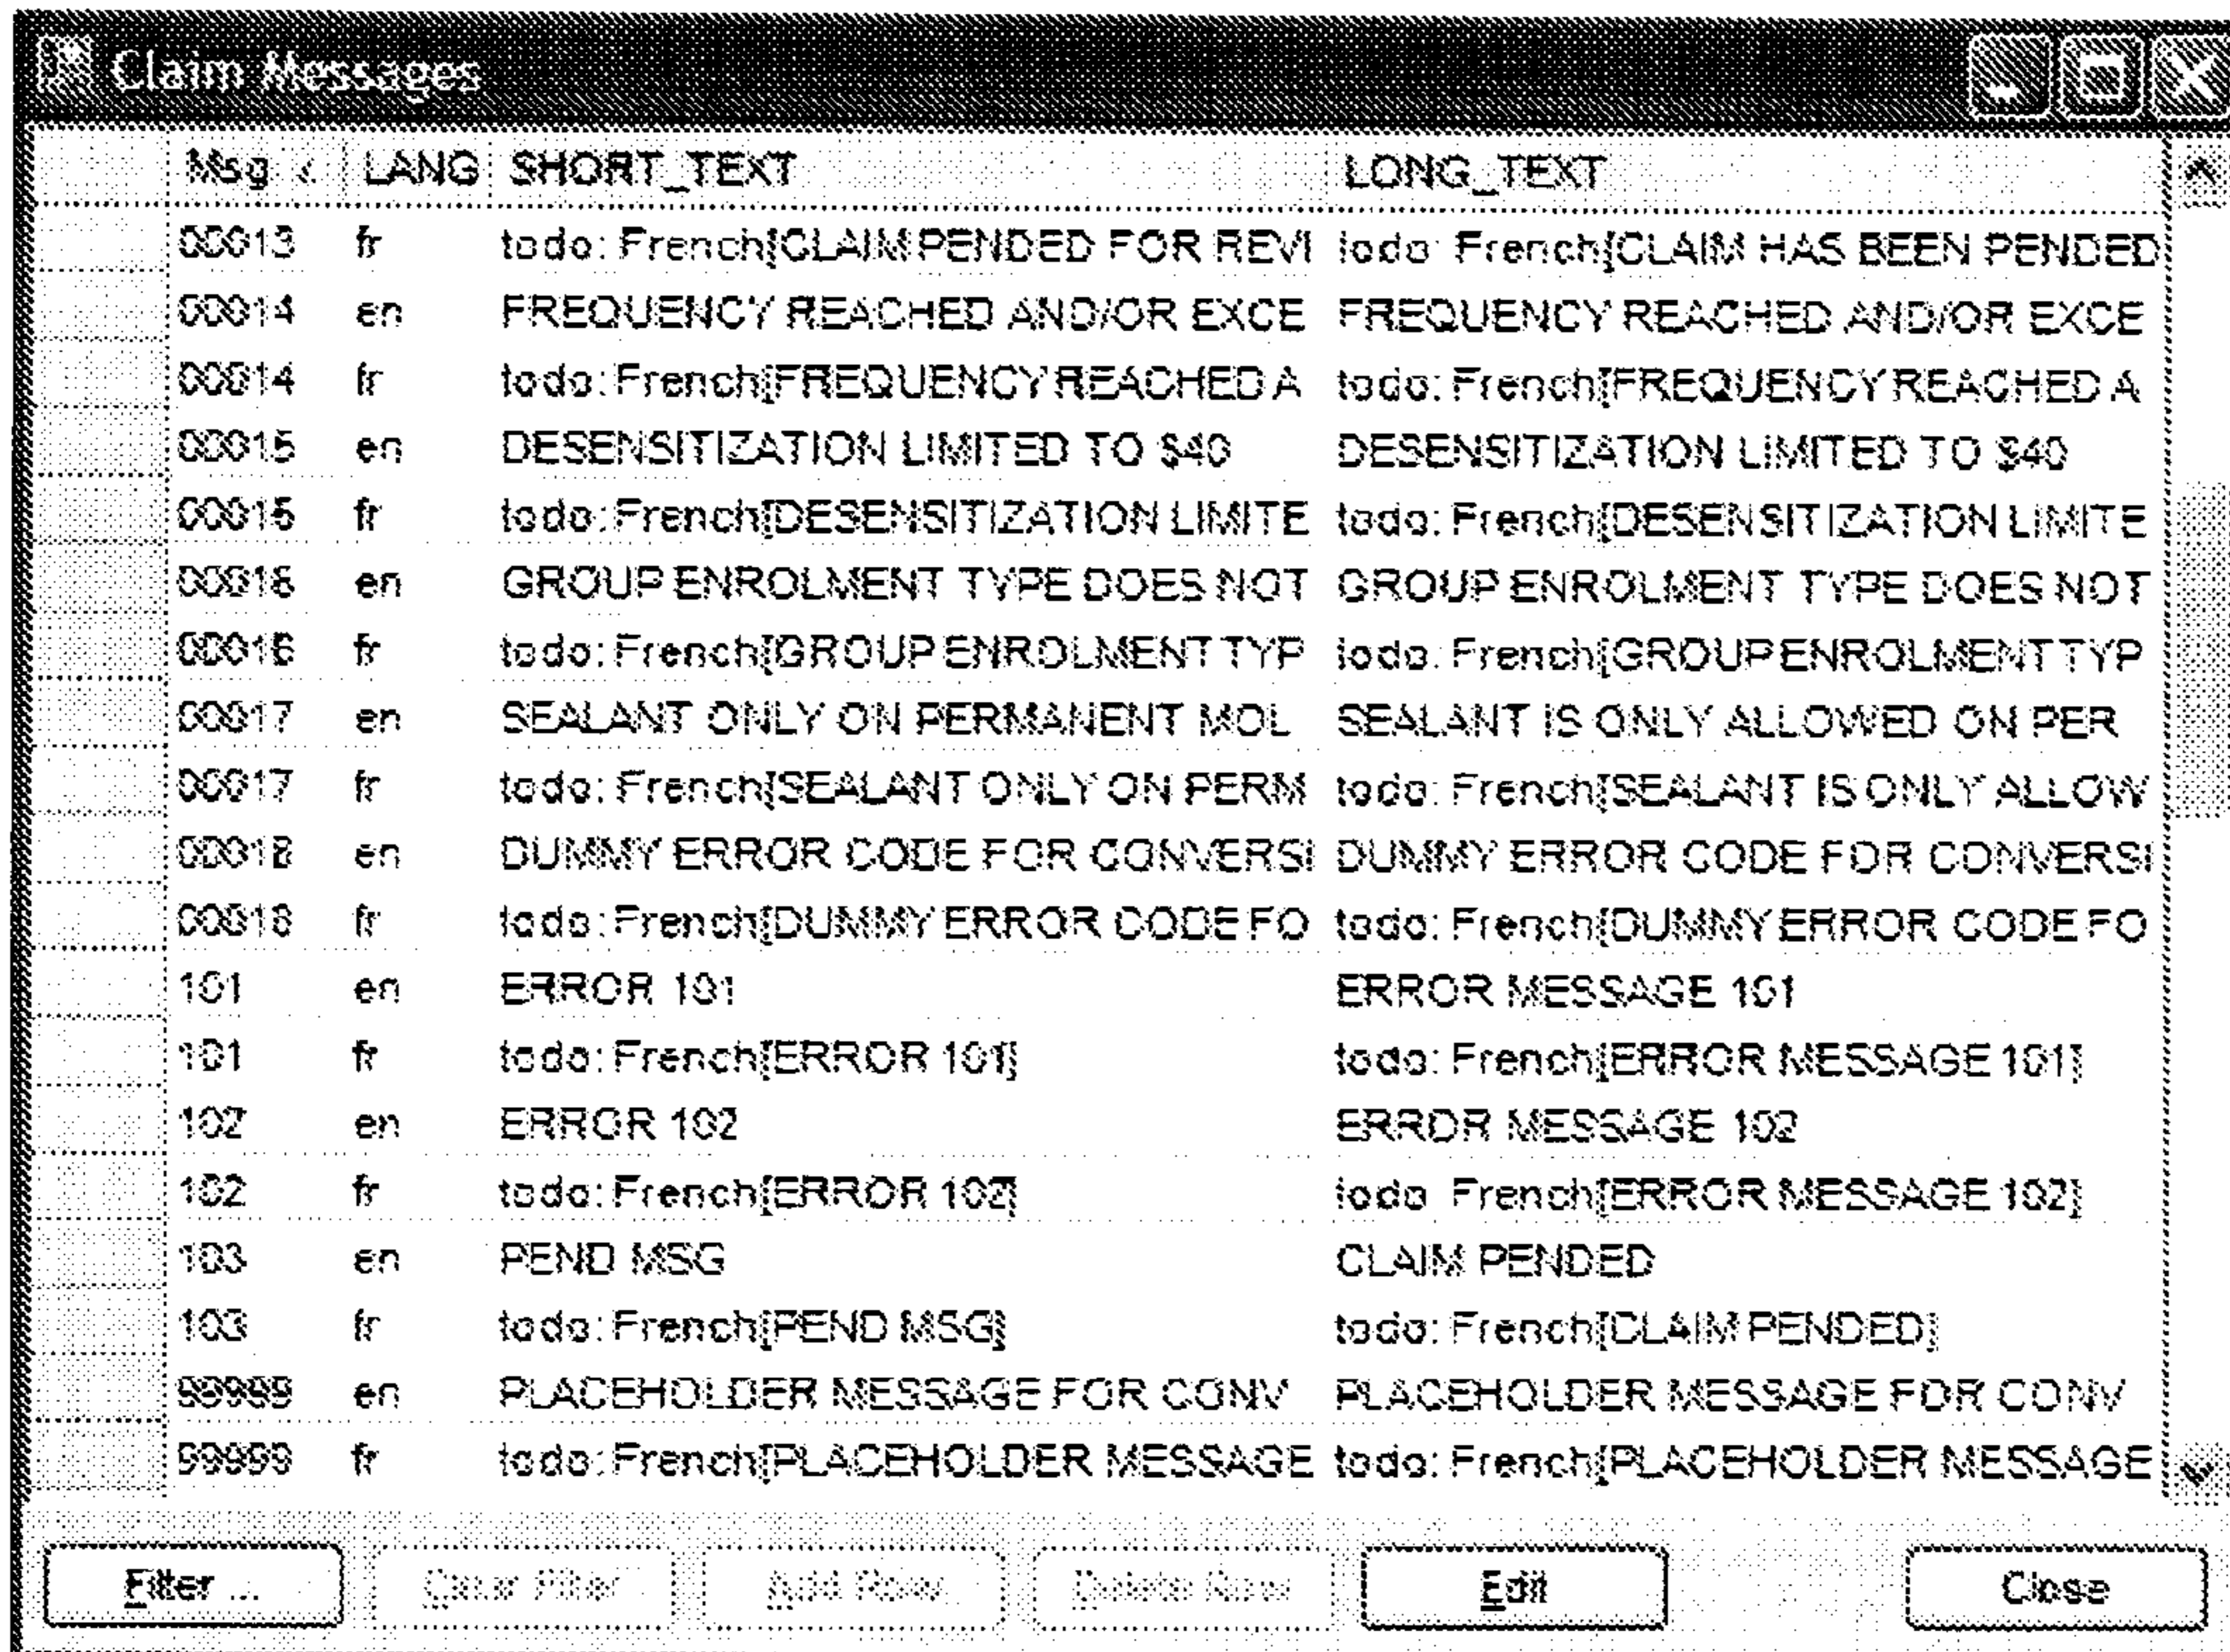 Claim Messages
Msg LANG SHORT_TEXT LONG_TEXT
00013 fr todo: French[CLAIM PENDED FOR REVI todo: French[CLAIM HAS BEEN PENDED
00014 en FREQUENCY REACHED AND/OR EXCE FREQUENCY REACHED AND/OR EXCE
00014 fr todo: French[FREQUENCY REACHED A todo: French[FREQUENCY REACHED A
00015 en DESENSITIZATION LIMITED TO $40 DESENSITIZATION LIMITED TO $40
00015 fr todo: French[DESENSITIZATION LIMITE todo: French[DESENSITIZATION LIMITE
00016 en GROUP ENROLMENT TYPE DOES NOT GROUP ENROLMENT TYPE DOES NOT
00016 fr todo: French[GROUP ENROLMENT TYP todo: French[GROUP ENROLMENT TYP
00017 en SEALANT ONLY ON PERMANENT MOL SEALANT IS ONLY ALLOWED ON PER
00017 fr todo: French[SEALANT ONLY ON PERM todo: French[SEALANT IS ONLY ALLOW
00018 en DUMMY ERROR CODE FOR CONVERSI DUMMY ERROR CODE FOR CONVERSI
00018 fr todo: French[DUMMY ERROR CODE FO todo: French[DUMMY ERROR CODE FO
101 en ERROR 101 ERROR MESSAGE 101
101 fr todo: French[ERROR 101] todo: French[ERROR MESSAGE 101]
102 en ERROR 102 ERROR MESSAGE 102
102 fr todo: French[ERROR 102] todo: French[ERROR MESSAGE 102]
103 en PEND MSG CLAIM PENDED
103 fr todo: French[PEND MSG] todo: French[CLAIM PENDED]
99999 en PLACEHOLDER MESSAGE FOR CONV PLACEHOLDER MESSAGE FOR CONV
99999 fr todo: French[PLACEHOLDER MESSAGE todo: French[PLACEHOLDER MESSAGE
Filter ... Clear Filter Add Row Delete Row Edit Close